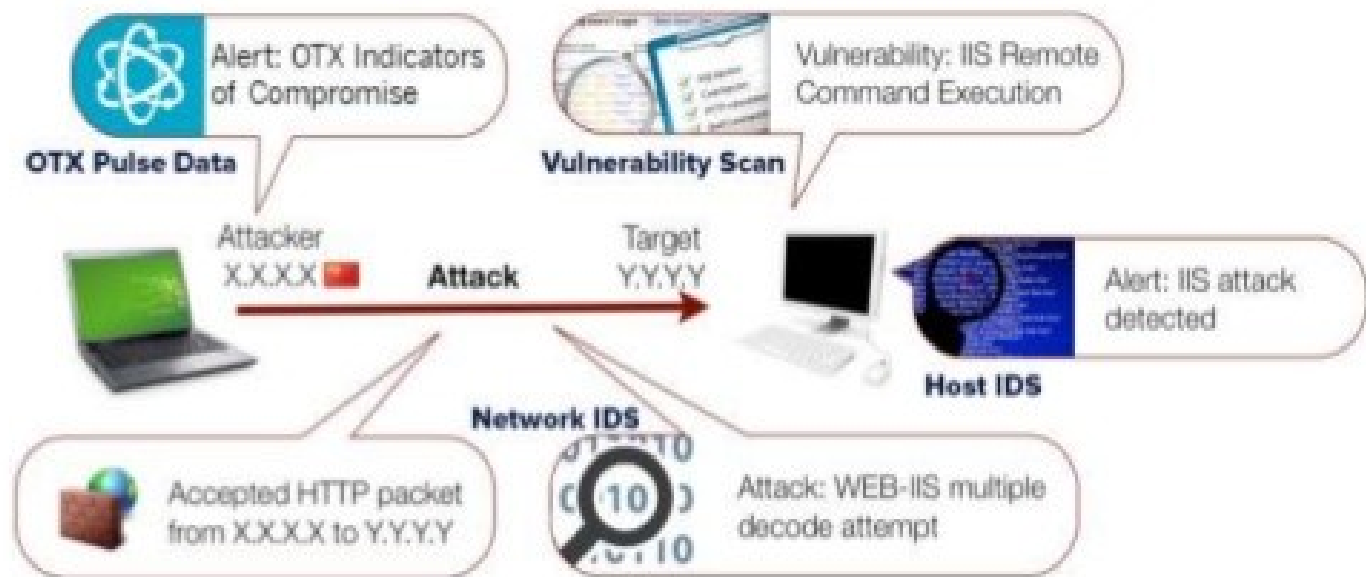 Alert: OTX Indicators
of Compromise
OTX Pulse Data
Vulnerability: IIS Remote
Command Execution
Vulnerability Scan
Attacker
X.X.X.X
Attack
Target
Y.Y.Y.Y
Alert: IIS attack
detected
Host IDS
Network IDS
Accepted HTTP packet
from X.X.X.X to Y.Y.Y.Y
10
Attack: WEB-IIS multiple
decode attempt